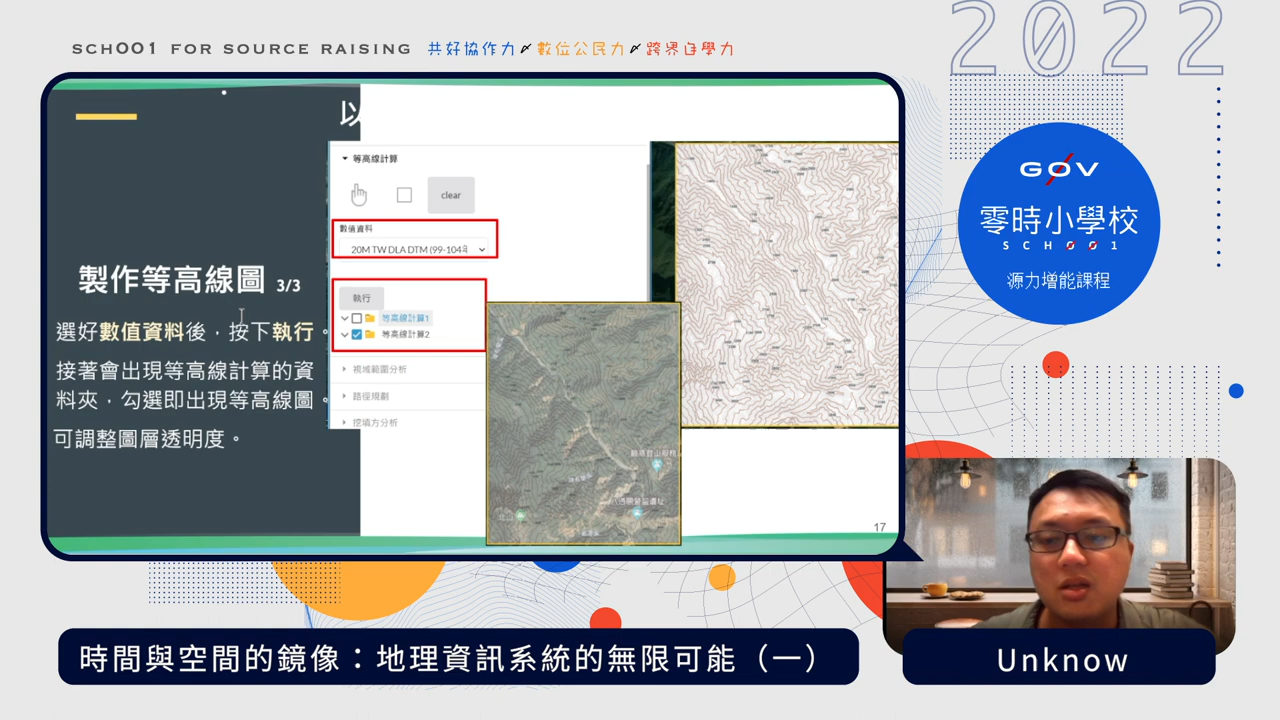 SCHOO1 FOR SOURCE RAISING 共好協作力 數位公民力 跨界自學力
2022
GØV
零時小學校
SCHØØ1
源力增能課程
以
等高線計算
clear
數值資料
20M TW DLA DTM (99-104年
執行
等高線計算1
等高線計算2
視域範圍分析
路徑規劃
挖填方分析
製作等高線圖 3/3
選好數值資料後，按下執行。
接著會出現等高線計算的資
料夾，勾選即出現等高線圖。
可調整圖層透明度。
17
時間與空間的鏡像：地理資訊系統的無限可能（一）
Unknow